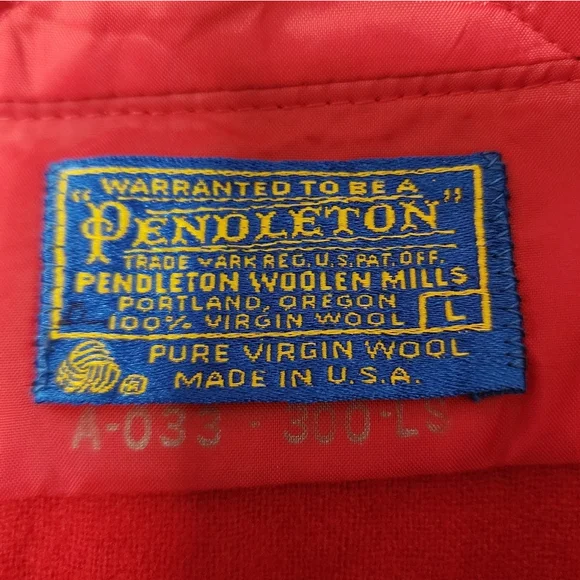 WARRANTED TO BE A
"PENDLETON"
TRADE MARK REG. U.S. PAT. OFF.
PENDLETON WOOLEN MILLS
PORTLAND, OREGON
100% VIRGIN WOOL L
PURE VIRGIN WOOL
MADE IN U.S.A.
A-033 · 300-LS